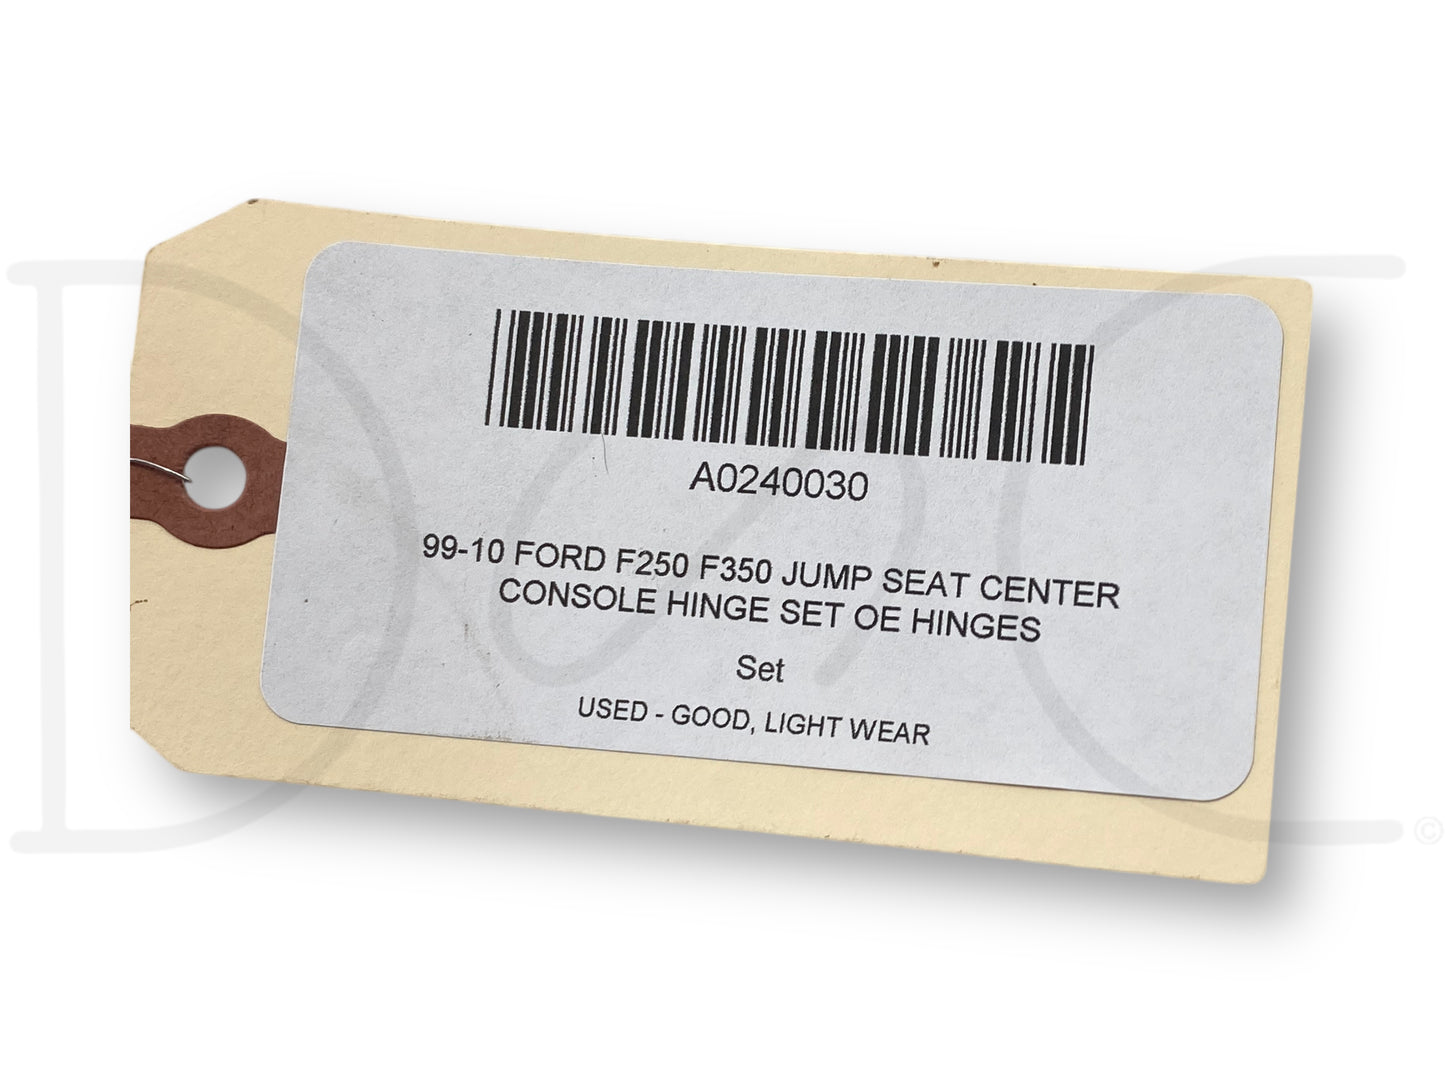 A0240030
99-10 FORD F250 F350 JUMP SEAT CENTER
CONSOLE HINGE SET OE HINGES
Set
USED - GOOD, LIGHT WEAR
©